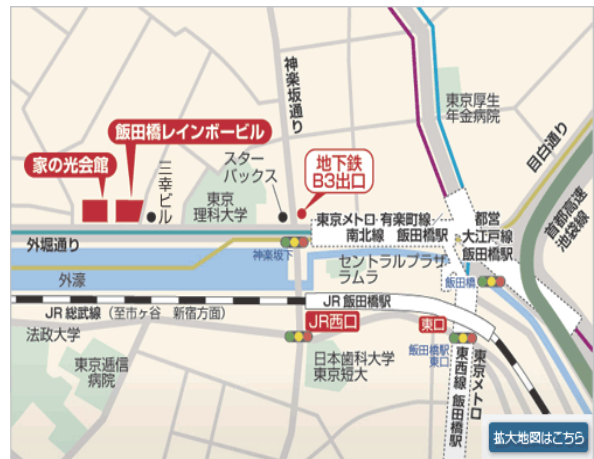 神楽坂通り
東京厚生
年金病院
目白通り
首都高速
池袋線
飯田橋レインボービル
家の光会館
三幸ビル
スター
バックス
地下鉄
B3出口
東京
理科大学
東京メトロ・有楽町線
南北線 飯田橋駅
都営
大江戸線
飯田橋駅
外堀通り
神楽坂下
セントラルプラザ
ラムラ
飯田橋
外濠
JR 飯田橋駅
JR 総武線(至市ヶ谷 新宿方面)
JR西口
東口
法政大学
飯田橋駅
東口
東京逓信
病院
日本歯科大学
東京短大
東京メトロ
東西線 飯田橋駅
拡大地図はこちら